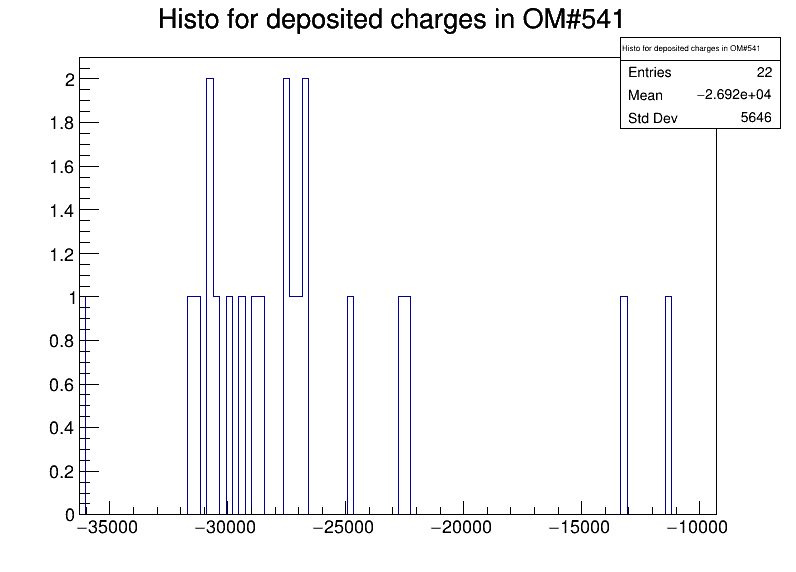 Histo for deposited charges in OM#541
Histo for deposited charges in OM#541
Entries 22
Mean −2.692e+04
Std Dev 5646
2
1.8
1.6
1.4
1.2
1
0.8
0.6
0.4
0.2
0
−35000 −30000 −25000 −20000 −15000 −10000